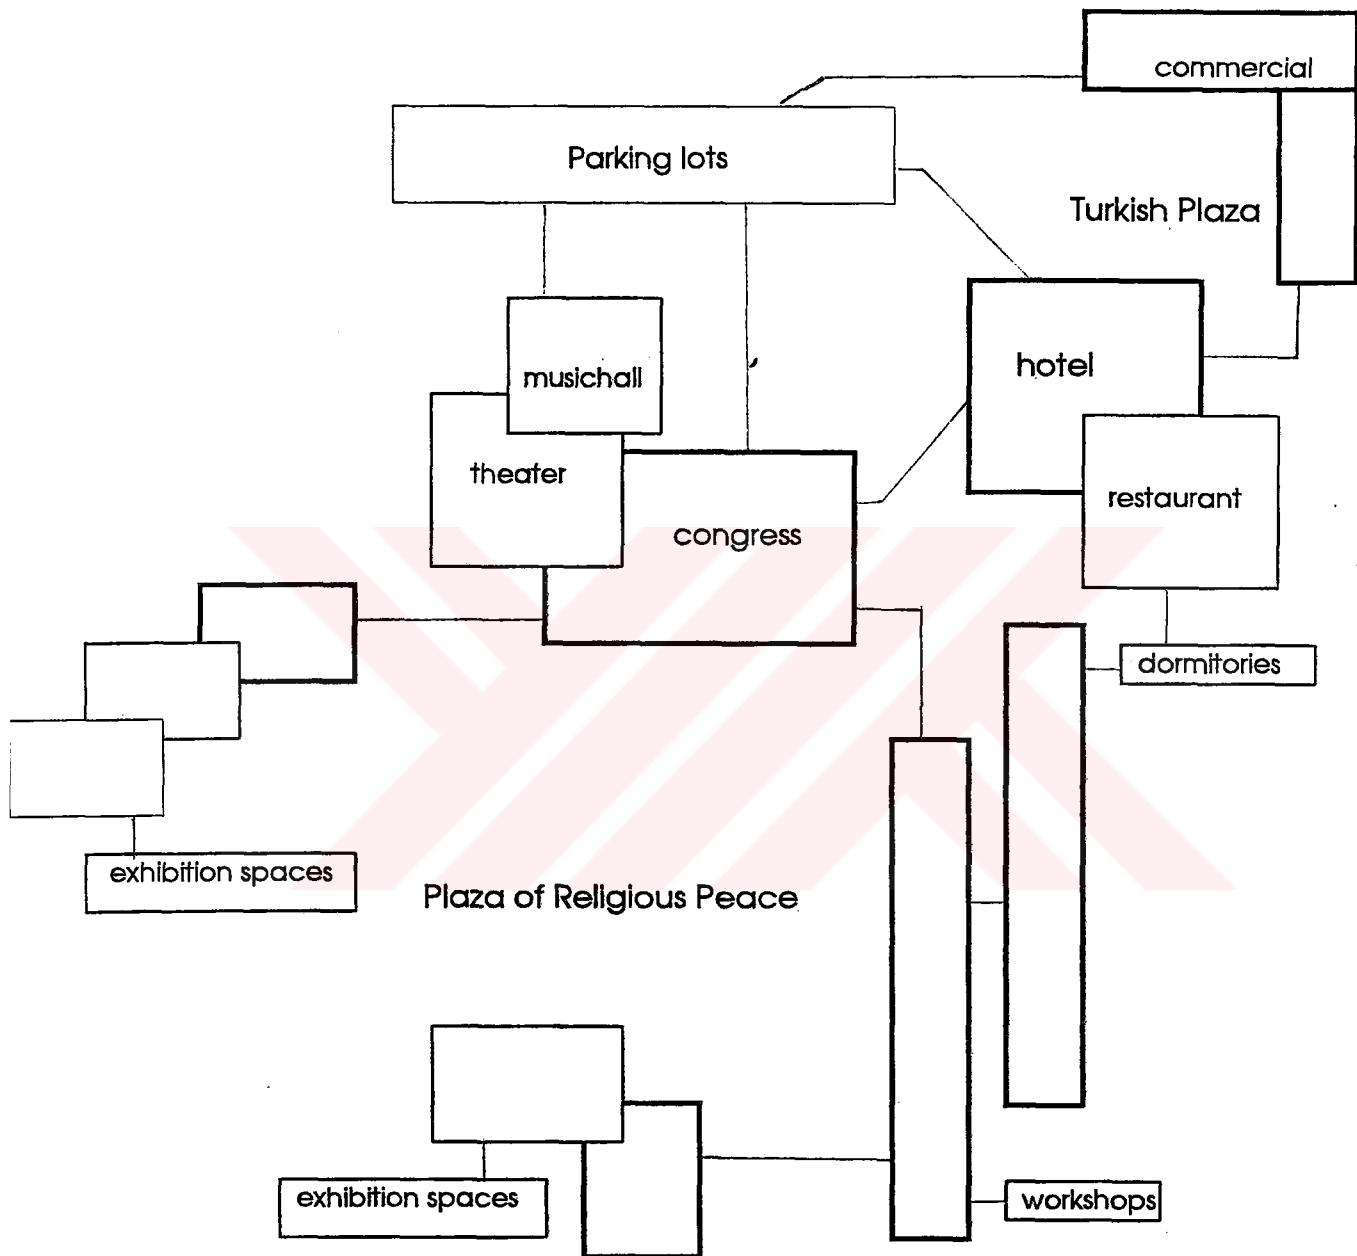 commercial
Parking lots
Turkish Plaza
hotel
musichall
theater
restaurant
congress
dormitories
exhibition spaces
Plaza of Religious Peace
exhibition spaces
workshops